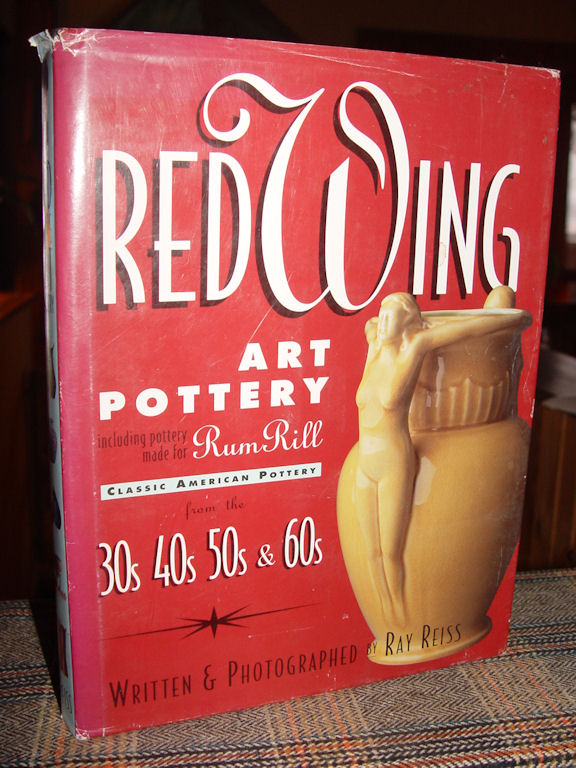 RED WING
ART
POTTERY
including pottery
made for RumRill
CLASSIC AMERICAN POTTERY
from the
30s 40s 50s & 60s
WRITTEN & PHOTOGRAPHED BY RAY REISS